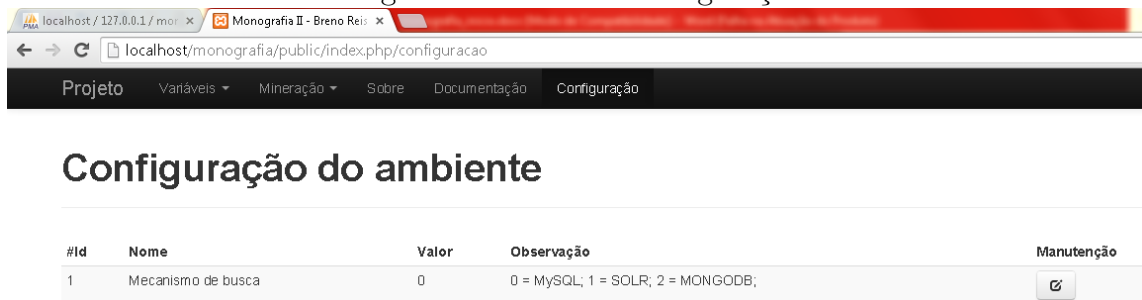 localhost / 127.0.0.1 / mor
Monografia II - Breno Reis
localhost/monografia/public/index.php/configuracao
Projeto Variáveis Mineração Sobre Documentação Configuração
Configuração do ambiente
#Id Nome Valor Observação Manutenção
1 Mecanismo de busca 0 0 = MySQL; 1 = SOLR; 2 = MONGODB;